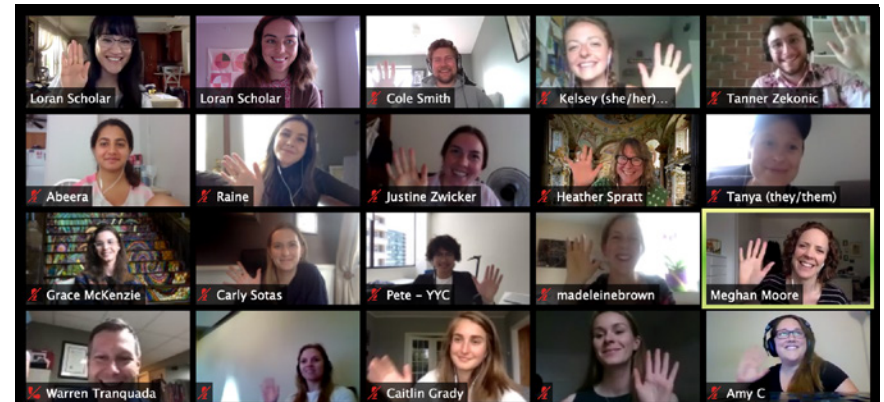 Loran Scholar
Loran Scholar
Cole Smith
Kelsey (she/her)...
Tanner Zekonic
Abeera
Raine
Justine Zwicker
Heather Spratt
Tanya (they/them)
Grace McKenzie
Carly Sotas
Pete - YYC
madeleinebrown
Meghan Moore
Warren Tranquada
Caitlin Grady
Amy C